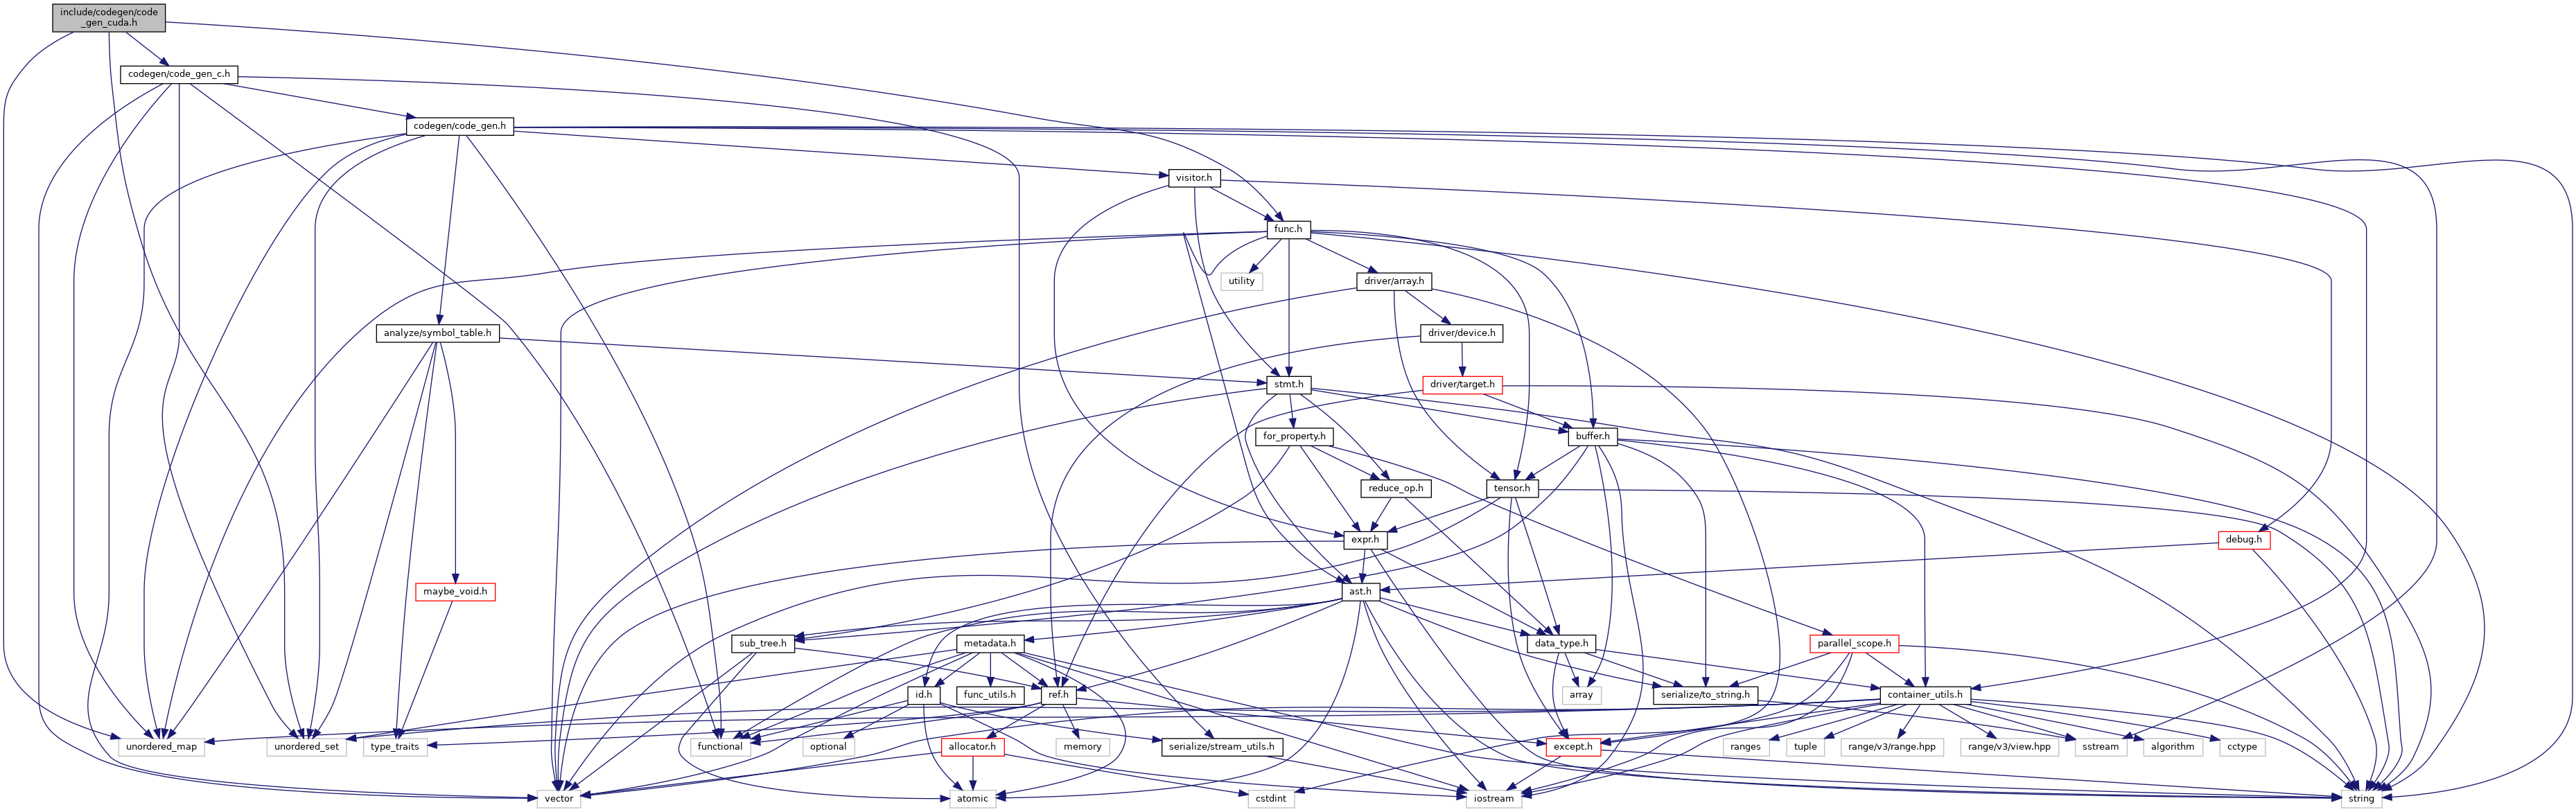 include/codegen/code
_gen_cuda.h
codegen/code_gen_c.h
codegen/code_gen.h
visitor.h
func.h
utility
driver/array.h
analyze/symbol_table.h
driver/device.h
stmt.h
driver/target.h
for_property.h
buffer.h
reduce_op.h
tensor.h
expr.h
debug.h
maybe_void.h
ast.h
sub_tree.h
metadata.h
data_type.h
parallel_scope.h
id.h
func_utils.h
ref.h
array
serialize/to_string.h
container_utils.h
unordered_map
unordered_set
type_traits
functional
optional
allocator.h
memory
serialize/stream_utils.h
except.h
ranges
tuple
range/v3/range.hpp
range/v3/view.hpp
sstream
algorithm
cctype
vector
atomic
cstdint
iostream
string